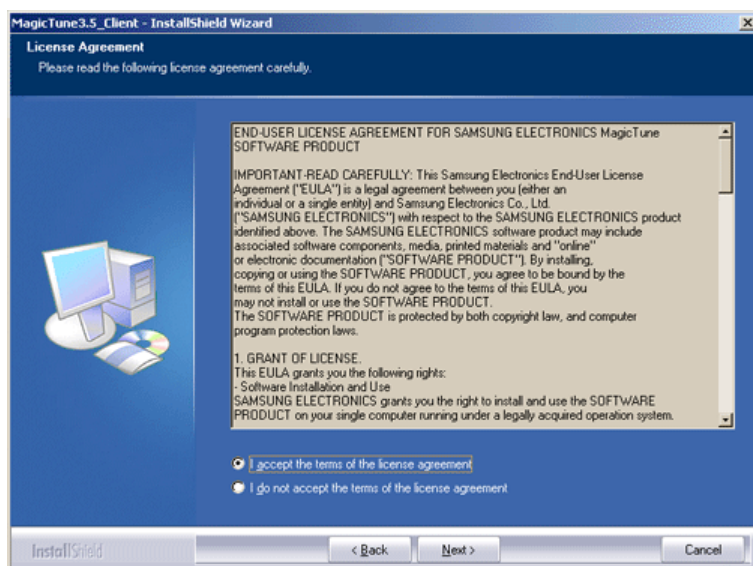 MagicTune3.5_Client - InstallShield Wizard
License Agreement
Please read the following license agreement carefully.
END-USER LICENSE AGREEMENT FOR SAMSUNG ELECTRONICS MagicTune
SOFTWARE PRODUCT
IMPORTANT-READ CAREFULLY: This Samsung Electronics End-User License
Agreement ("EULA") is a legal agreement between you (either an
individual or a single entity) and Samsung Electronics Co., Ltd.
("SAMSUNG ELECTRONICS") with respect to the SAMSUNG ELECTRONICS product
identified above. The SAMSUNG ELECTRONICS software product may include
associated software components, media, printed materials and "online"
or electronic documentation ("SOFTWARE PRODUCT"). By installing,
copying or using the SOFTWARE PRODUCT, you agree to be bound by the
terms of this EULA. If you do not agree to the terms of this EULA, you
may not install or use the SOFTWARE PRODUCT.
The SOFTWARE PRODUCT is protected by both copyright law, and computer
program protection laws.
1. GRANT OF LICENSE.
This EULA grants you the following rights:
- Software Installation and Use
SAMSUNG ELECTRONICS grants you the right to install and use the SOFTWARE
PRODUCT on your single computer running under a legally acquired operation system.
I accept the terms of the license agreement
I do not accept the terms of the license agreement
InstallShield
< Back
Next >
Cancel